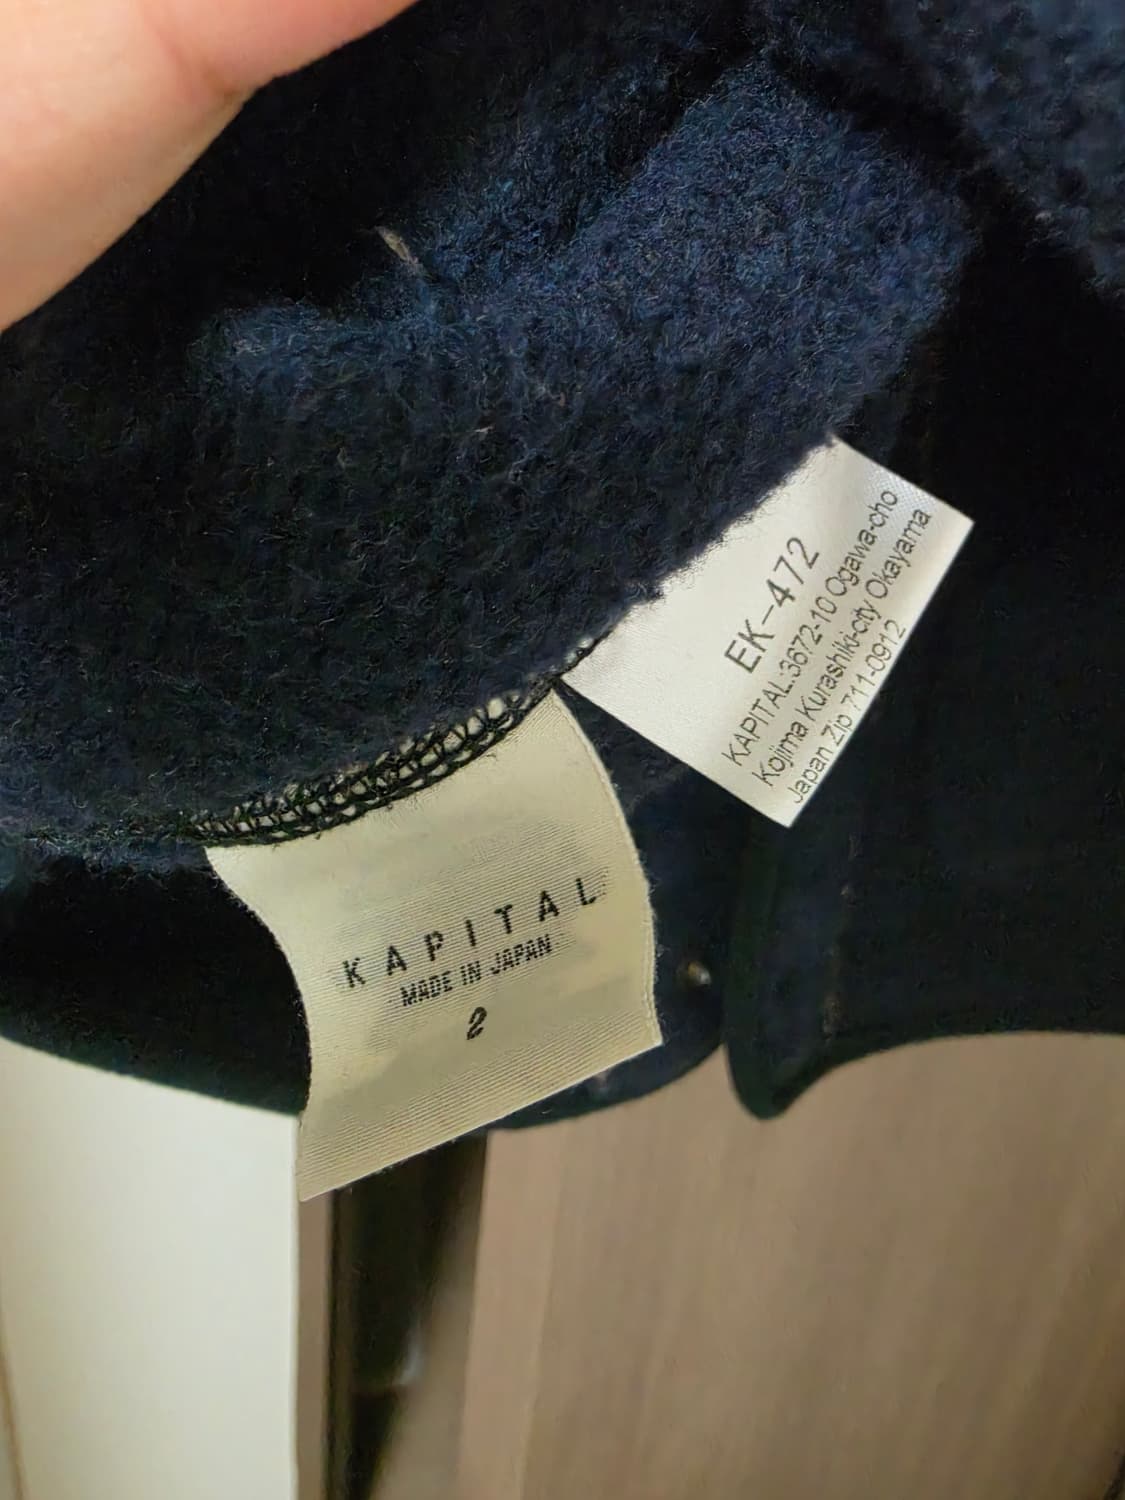 EK-472
KAPITAL:3672-10 Ogawa-cho
Kojima Kurashiki-city Okayama
Japan Zip 711-0912
KAPITAL
MADE IN JAPAN
2